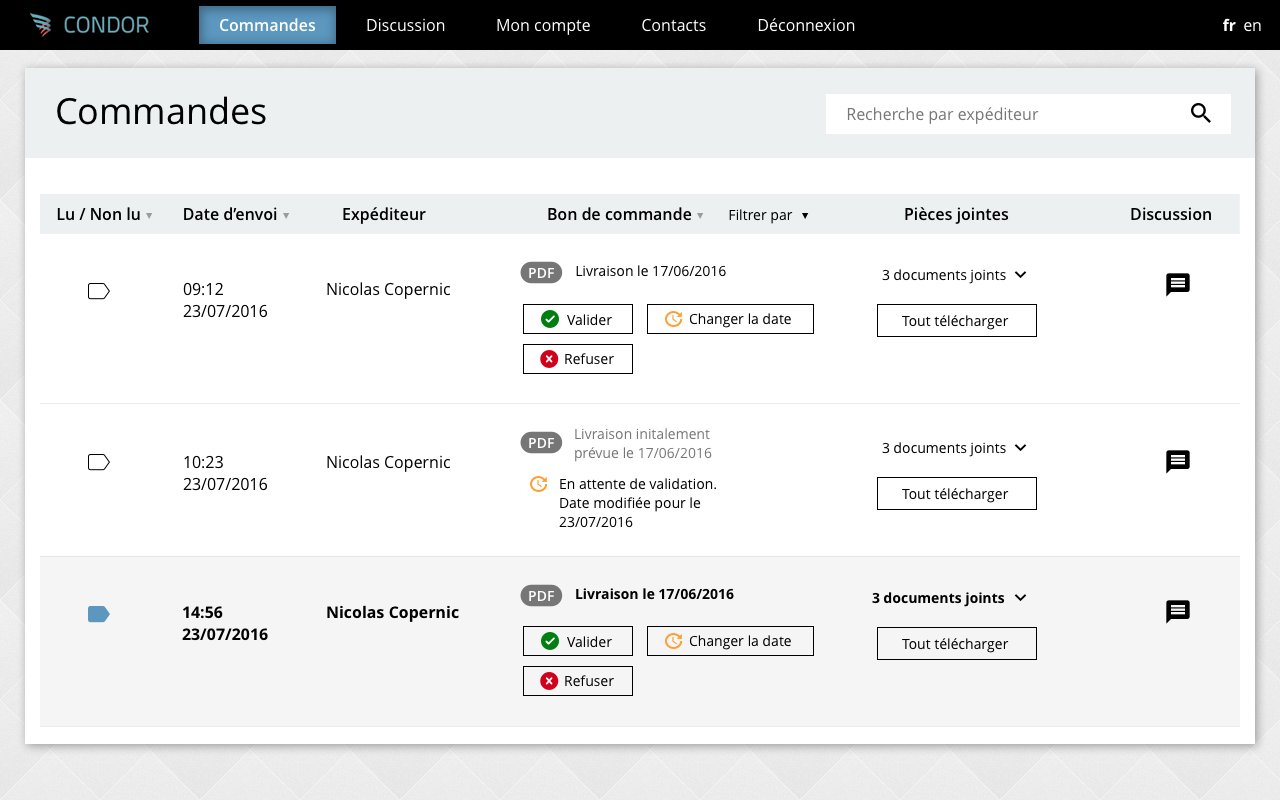 CONDOR
Commandes
Discussion
Mon compte
Contacts
Déconnexion
fr en
Commandes
Recherche par expéditeur
Lu / Non lu ▼
Date d’envoi ▼
Expéditeur
Bon de commande ▼
Filtrer par ▼
Pièces jointes
Discussion
09:12
23/07/2016
Nicolas Copernic
PDF
Livraison le 17/06/2016
Valider
Changer la date
Refuser
3 documents joints
Tout télécharger
10:23
23/07/2016
Nicolas Copernic
PDF
Livraison initalement
prévue le 17/06/2016
En attente de validation.
Date modifiée pour le
23/07/2016
3 documents joints
Tout télécharger
14:56
23/07/2016
Nicolas Copernic
PDF
Livraison le 17/06/2016
Valider
Changer la date
Refuser
3 documents joints
Tout télécharger